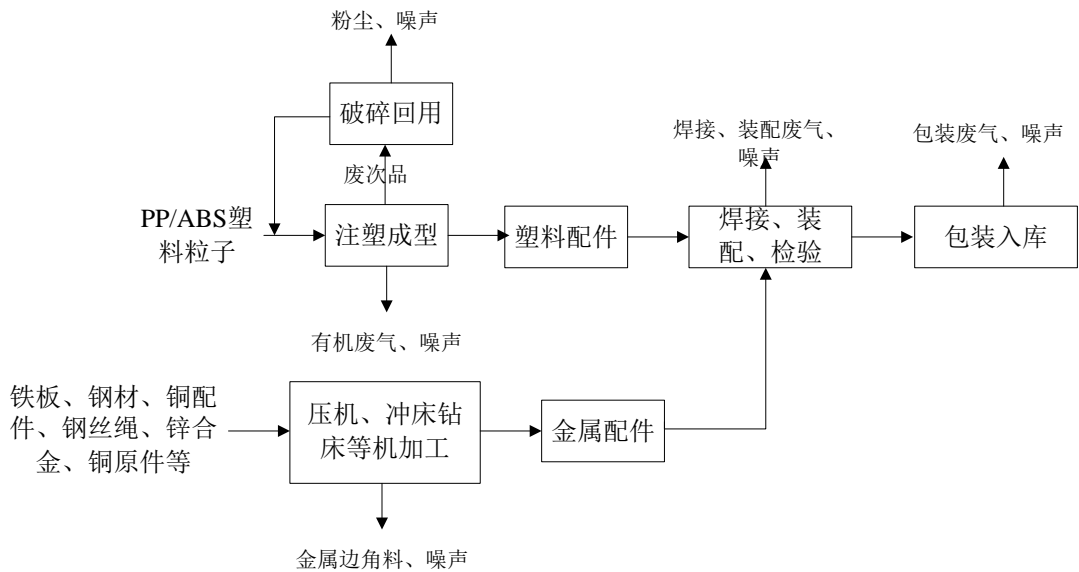 粉尘、噪声
破碎回用
废次品
焊接、装配废气、
噪声
包装废气、噪声
PP/ABS塑
料粒子
注塑成型
塑料配件
焊接、装
配、检验
包装入库
有机废气、噪声
铁板、钢材、铜配
件、钢丝绳、锌合
金、铜原件等
压机、冲床钻
床等机加工
金属配件
金属边角料、噪声